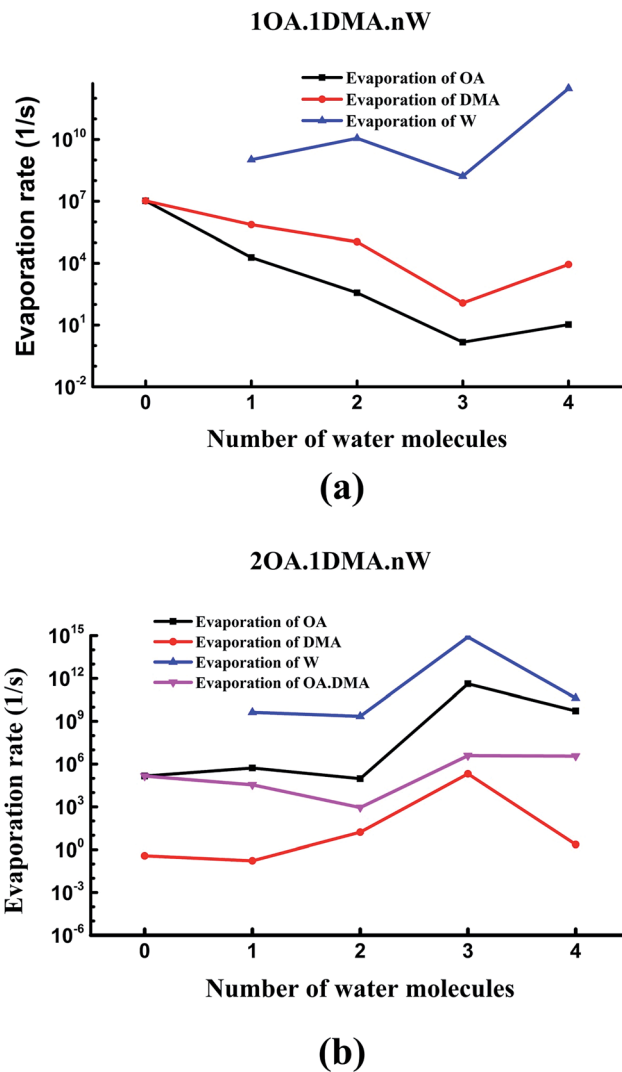 1OA.1DMA.nW
Evaporation of OA
Evaporation of DMA
Evaporation of W
Evaporation rate (1/s)
10^10
10^7
10^4
10^1
10^-2
0 1 2 3 4
Number of water molecules
(a)
2OA.1DMA.nW
Evaporation of OA
Evaporation of DMA
Evaporation of W
Evaporation of OA.DMA
Evaporation rate (1/s)
10^15
10^12
10^9
10^6
10^3
10^0
10^-3
10^-6
0 1 2 3 4
Number of water molecules
(b)